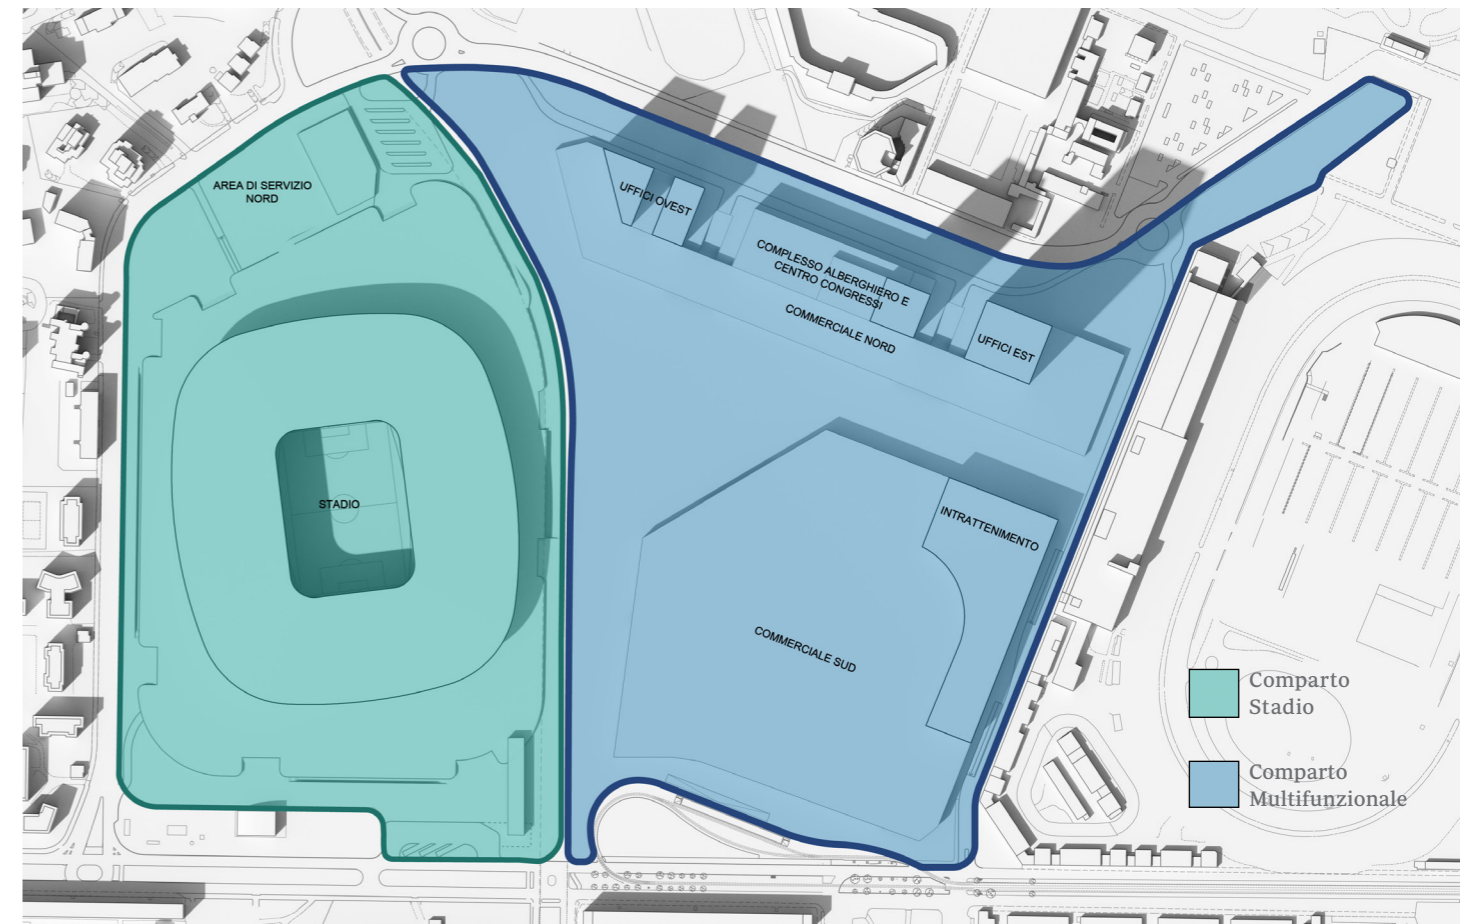 AREA DI SERVIZIO
NORD
UFFICI OVEST
COMPLESSO ALBERGHIERO E
CENTRO CONGRESSI
COMMERCIALE NORD
UFFICI EST
STADIO
INTRATTENIMENTO
COMMERCIALE SUD
Comparto
Stadio
Comparto
Multifunzionale